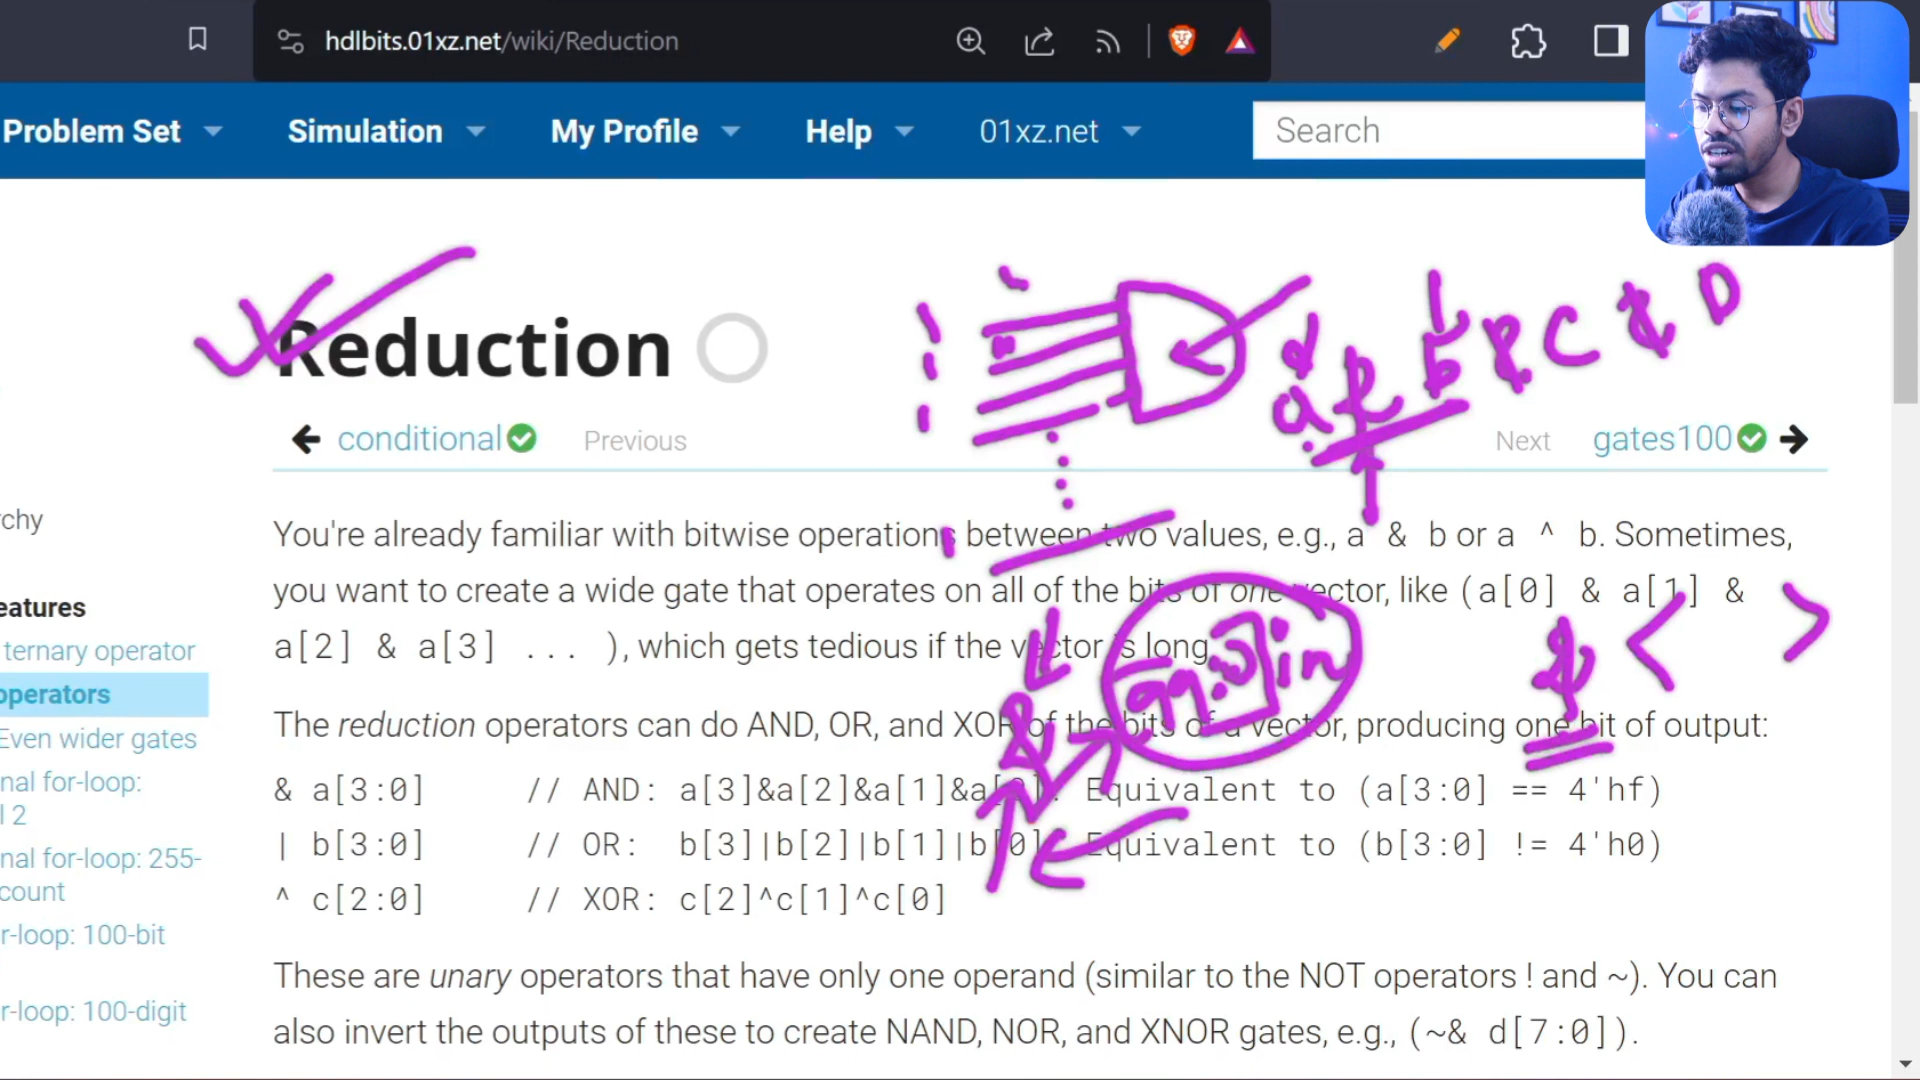 hdlbits.01xz.net/wiki/Reduction
Problem Set Simulation My Profile Help 01xz.net Search
Reduction
a & b & C & D
conditional Previous Next gates100
chy
You're already familiar with bitwise operations between two values, e.g., a & b or a ^ b. Sometimes,
you want to create a wide gate that operates on all of the bits of one vector, like (a[0] & a[1] &
a[2] & a[3] ... ), which gets tedious if the vector is long.
eatures
ternary operator
operators
Even wider gates
nal for-loop:
l 2
nal for-loop: 255-
count
r-loop: 100-bit
r-loop: 100-digit
& < >
& in
The reduction operators can do AND, OR, and XOR of the bits of a vector, producing one bit of output:
& a[3:0] // AND: a[3]&a[2]&a[1]&a[0]. Equivalent to (a[3:0] == 4'hf)
| b[3:0] // OR: b[3]|b[2]|b[1]|b[0]. Equivalent to (b[3:0] != 4'h0)
^ c[2:0] // XOR: c[2]^c[1]^c[0]
These are unary operators that have only one operand (similar to the NOT operators ! and ~). You can
also invert the outputs of these to create NAND, NOR, and XNOR gates, e.g., (~& d[7:0]).